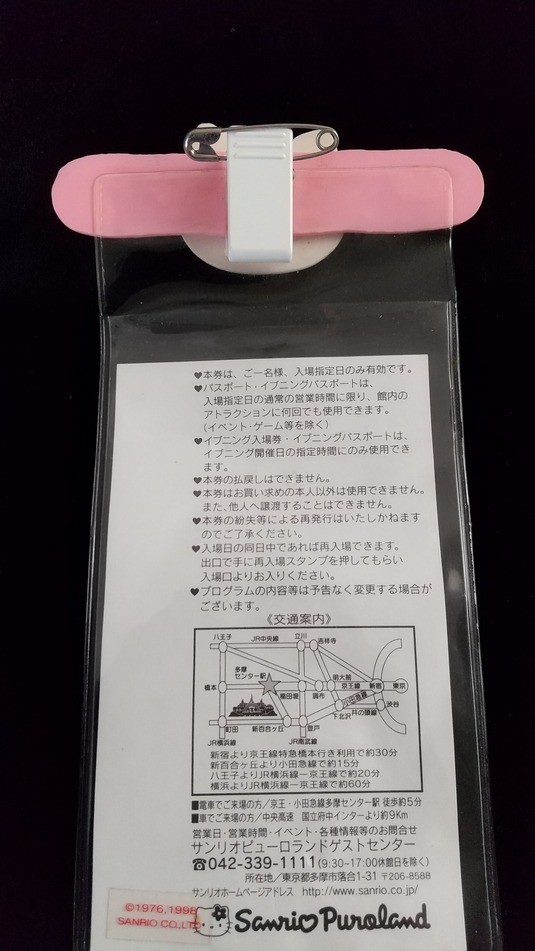 ♥本券は、ご一名様、入場指定日のみ有効です。
♥パスポート・イブニングパスポートは、
入場指定日の通常の営業時間に限り、館内の
アトラクションに何回でも使用できます。
(イベント・ゲーム等を除く)
♥イブニング入場券・イブニングパスポートは、
イブニング開催日の指定時間にのみ使用でき
ます。
♥本券の払戻しはできません。
♥本券はお買い求めの本人以外は使用できません。
また、他人へ譲渡することはできません。
♥本券の紛失等による再発行はいたしかねます
のでご了承ください。
♥入場日の同日中であれば再入場できます。
出口で手に再入場スタンプを押してもらい
入場口よりお入りください。
♥プログラムの内容等は予告なく変更する場合が
ございます。
《交通案内》
八王子 JR中央線 立川 吉祥寺
多摩
センター駅
明大前
橋本 稲田堤 調布 京王線 新宿 東京
小田急線
下北沢 井の頭線 渋谷
町田 新百合ヶ丘 登戸
JR横浜線 JR南武線
新宿より京王線特急橋本行き利用で約30分
新百合ヶ丘より小田急線で約15分
八王子よりJR横浜線ー京王線で約20分
横浜よりJR横浜線ー京王線で約60分
■電車でご来場の方/京王・小田急線多摩センター駅 徒歩約5分
■車でご来場の方/中央高速 国立府中インターより約9Km
営業日・営業時間・イベント・各種情報等のお問合せ
サンリオピューロランドゲストセンター
☎042-339-1111(9:30~17:00休館日を除く)
所在地/東京都多摩市落合1-31 〒206-8588
サンリオホームページアドレス http://www.sanrio.co.jp/
©1976,1996
SANRIO CO.,LTD
Sanrio Puroland